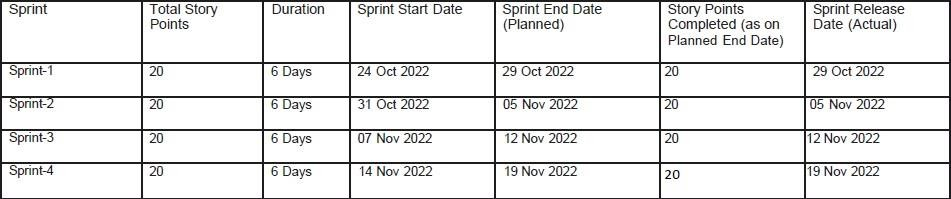 Sprint Total Story Points Duration Sprint Start Date Sprint End Date (Planned) Story Points Completed (as on Planned End Date) Sprint Release Date (Actual)
Sprint-1 20 6 Days 24 Oct 2022 29 Oct 2022 20 29 Oct 2022
Sprint-2 20 6 Days 31 Oct 2022 05 Nov 2022 20 05 Nov 2022
Sprint-3 20 6 Days 07 Nov 2022 12 Nov 2022 20 12 Nov 2022
Sprint-4 20 6 Days 14 Nov 2022 19 Nov 2022 20 19 Nov 2022